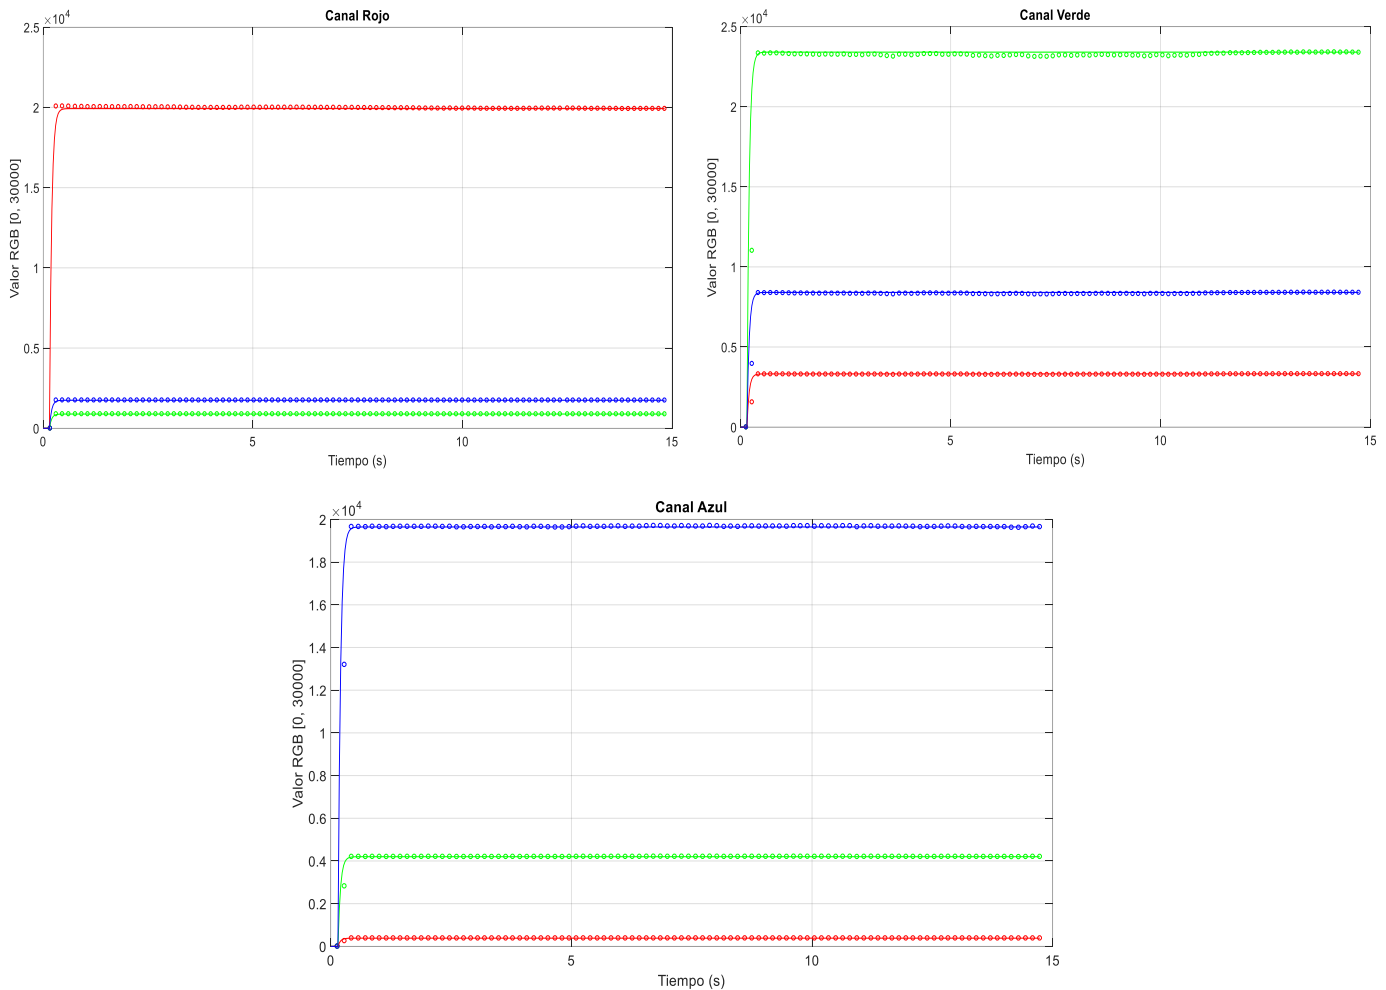 Canal Rojo
×10⁴
2.5
2
1.5
1
0.5
0
0 5 10 15
Valor RGB [0, 30000]
Tiempo (s)
Canal Verde
×10⁴
2.5
2
1.5
1
0.5
0
0 5 10 15
Valor RGB [0, 30000]
Tiempo (s)
Canal Azul
×10⁴
2
1.8
1.6
1.4
1.2
1
0.8
0.6
0.4
0.2
0
0 5 10 15
Valor RGB [0, 30000]
Tiempo (s)